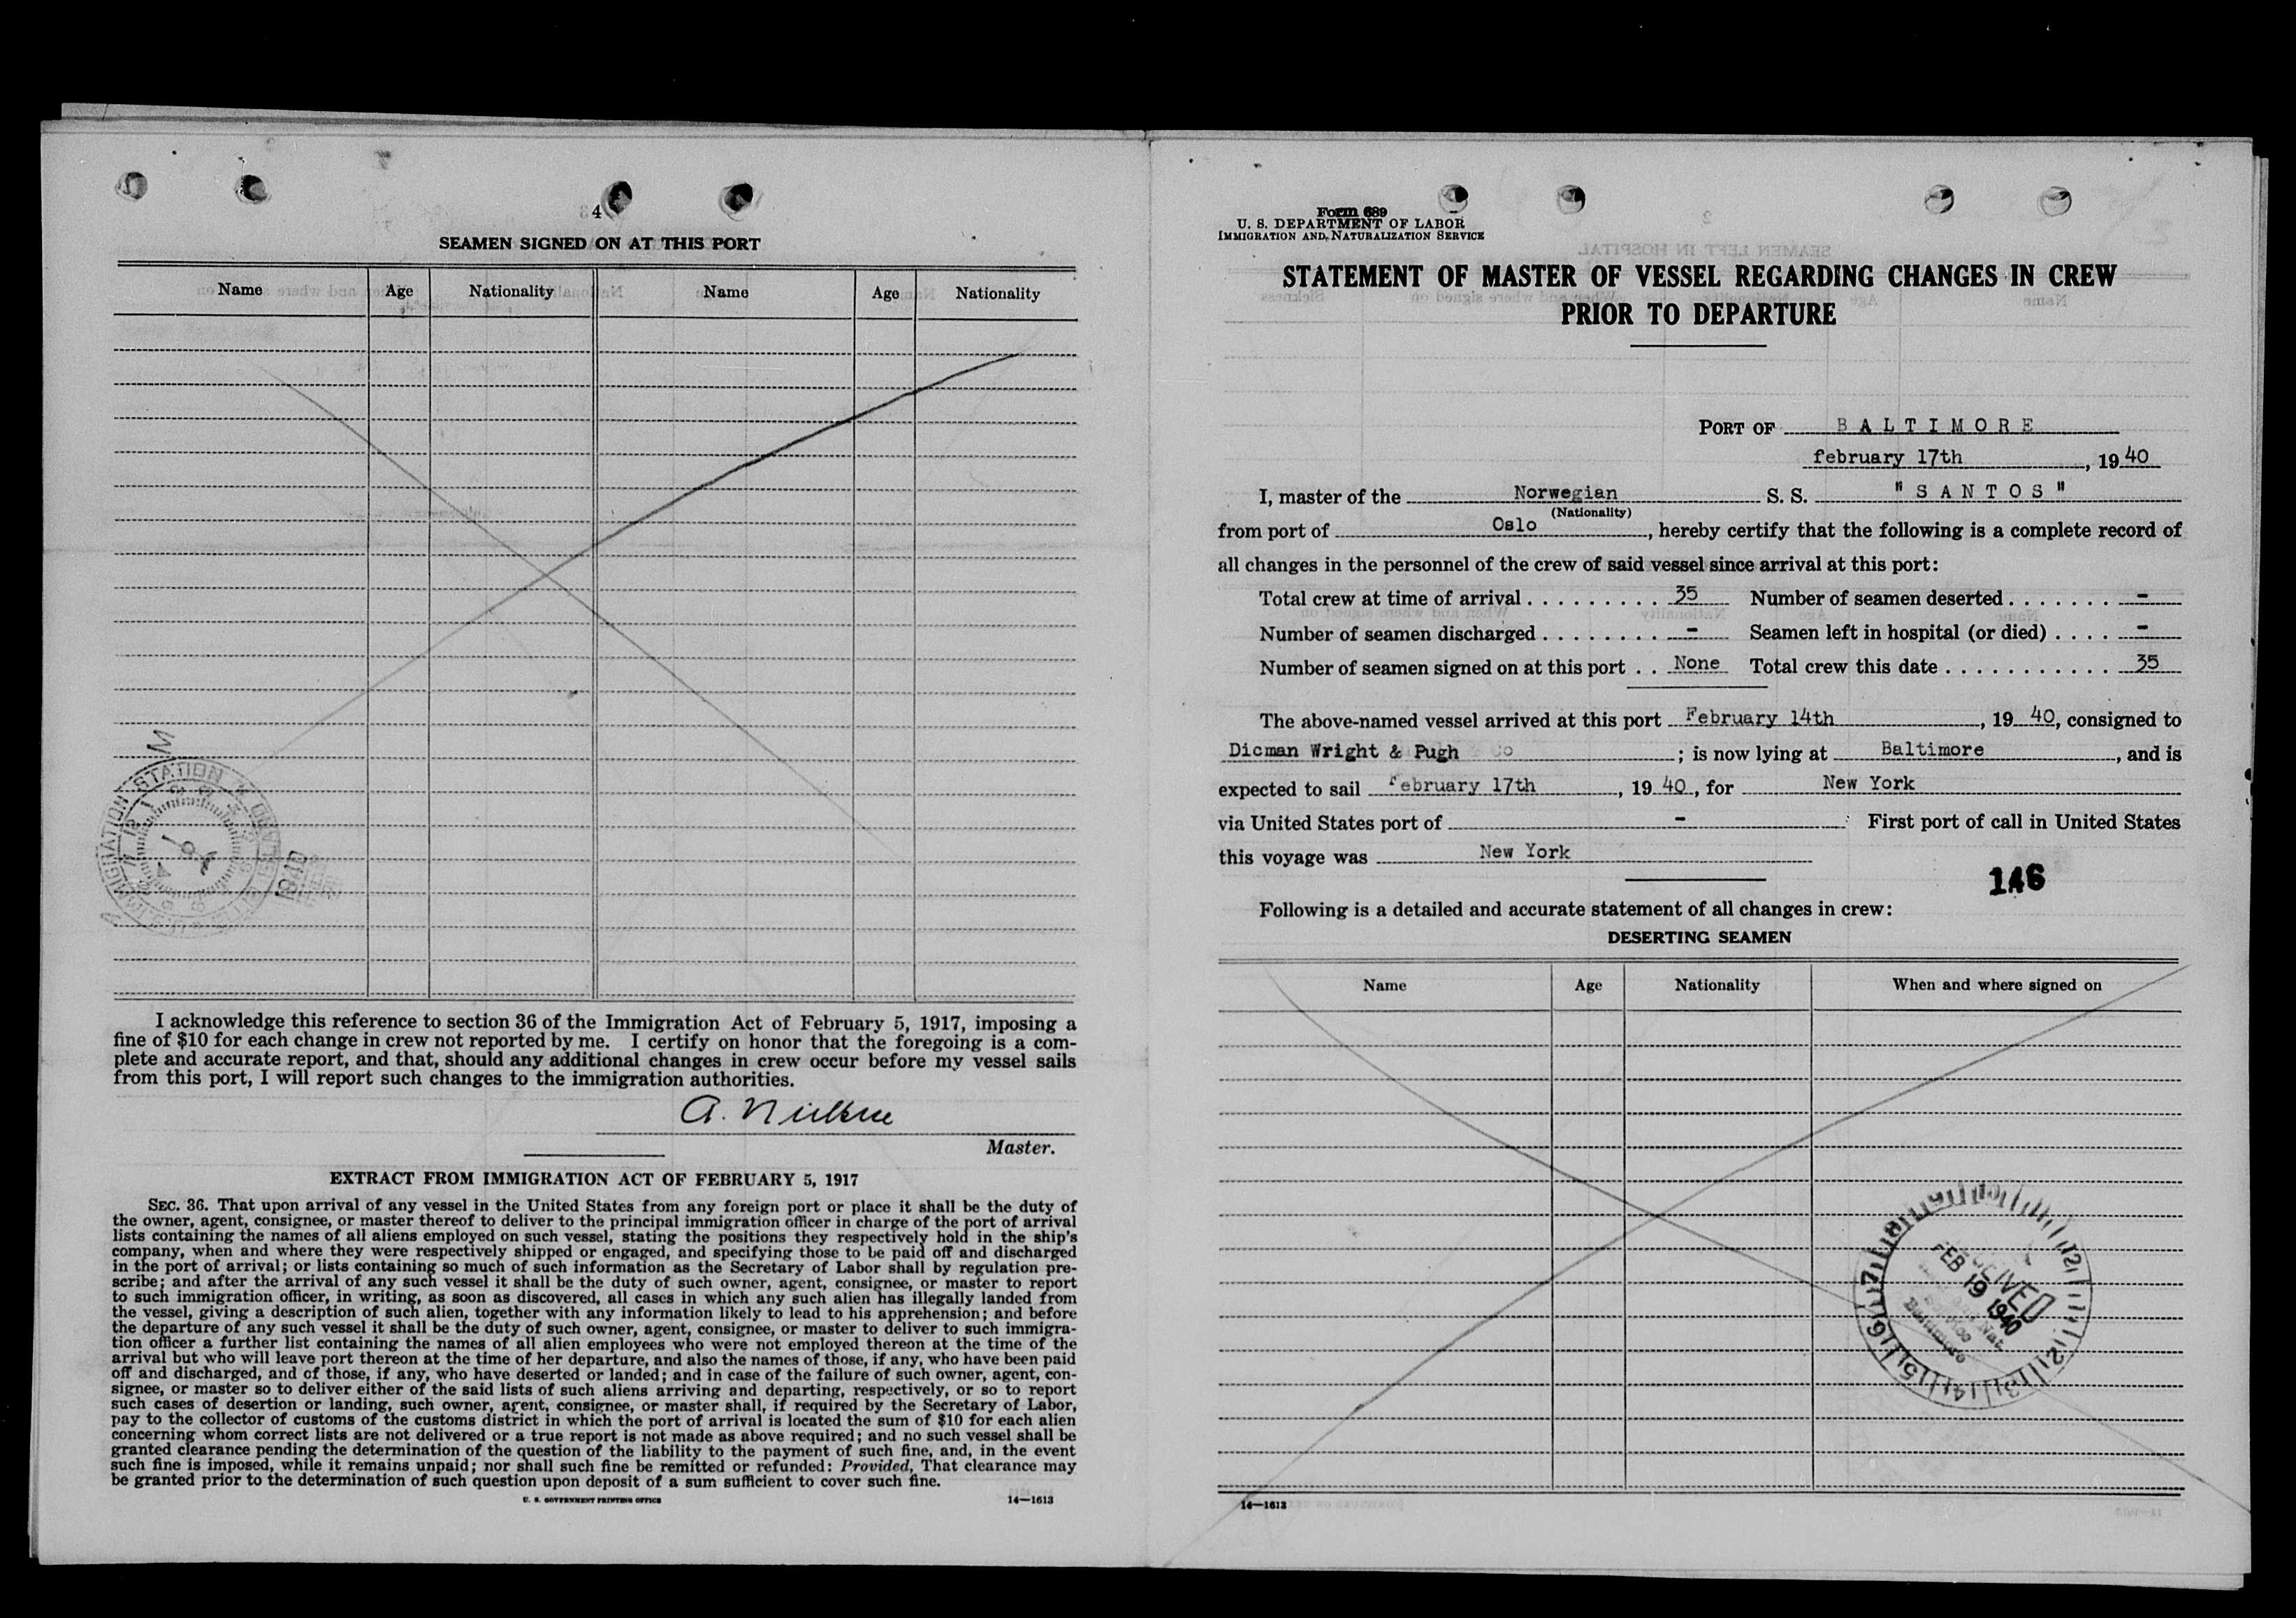 4
SEAMEN SIGNED ON AT THIS PORT
Name Age Nationality Name Age Nationality
I acknowledge this reference to section 36 of the Immigration Act of February 5, 1917, imposing a
fine of $10 for each change in crew not reported by me. I certify on honor that the foregoing is a com-
plete and accurate report, and that, should any additional changes in crew occur before my vessel sails
from this port, I will report such changes to the immigration authorities.
A.
Master.
EXTRACT FROM IMMIGRATION ACT OF FEBRUARY 5, 1917
SEC. 36. That upon arrival of any vessel in the United States from any foreign port or place it shall be the duty of
the owner, agent, consignee, or master thereof to deliver to the principal immigration officer in charge of the port of arrival
lists containing the names of all aliens employed on such vessel, stating the positions they respectively hold in the ship's
company, when and where they were respectively shipped or engaged, and specifying those to be paid off and discharged
in the port of arrival; or lists containing so much of such information as the Secretary of Labor shall by regulation pre-
scribe; and after the arrival of any such vessel it shall be the duty of such owner, agent, consignee, or master to report
to such immigration officer, in writing, as soon as discovered, all cases in which any such alien has illegally landed from
the vessel, giving a description of such alien, together with any information likely to lead to his apprehension; and before
the departure of any such vessel it shall be the duty of such owner, agent, consignee, or master to deliver to such immigra-
tion officer a further list containing the names of all alien employees who were not employed thereon at the time of the
arrival but who will leave port thereon at the time of her departure, and also the names of those, if any, who have been paid
off and discharged, and of those, if any, who have deserted or landed; and in case of the failure of such owner, agent, con-
signee, or master so to deliver either of the said lists of such aliens arriving and departing, respectively, or so to report
such cases of desertion or landing, such owner, agent, consignee, or master shall, if required by the Secretary of Labor,
pay to the collector of customs of the customs district in which the port of arrival is located the sum of $10 for each alien
concerning whom correct lists are not delivered or a true report is not made as above required; and no such vessel shall be
granted clearance pending the determination of the question of the liability to the payment of such fine, and, in the event
such fine is imposed, while it remains unpaid; nor shall such fine be remitted or refunded: Provided, That clearance may
be granted prior to the determination of such question upon deposit of a sum sufficient to cover such fine.
U. S. GOVERNMENT PRINTING OFFICE 14—1613
Form 689
U. S. DEPARTMENT OF LABOR
IMMIGRATION AND NATURALIZATION SERVICE
STATEMENT OF MASTER OF VESSEL REGARDING CHANGES IN CREW
PRIOR TO DEPARTURE
PORT OF BALTIMORE
february 17th, 1940
I, master of the Norwegian S. S. "SANTOS"
(Nationality)
from port of Oslo, hereby certify that the following is a complete record of
all changes in the personnel of the crew of said vessel since arrival at this port:
Total crew at time of arrival 35 Number of seamen deserted -
Number of seamen discharged - Seamen left in hospital (or died) -
Number of seamen signed on at this port None Total crew this date 35
The above-named vessel arrived at this port February 14th, 1940, consigned to
Dicman Wright & Pugh; is now lying at Baltimore, and is
expected to sail february 17th, 1940, for New York
via United States port of - First port of call in United States
this voyage was New York
146
Following is a detailed and accurate statement of all changes in crew:
DESERTING SEAMEN
Name Age Nationality When and where signed on
RECEIVED
FEB 19 1940
Baltimore
14—1613